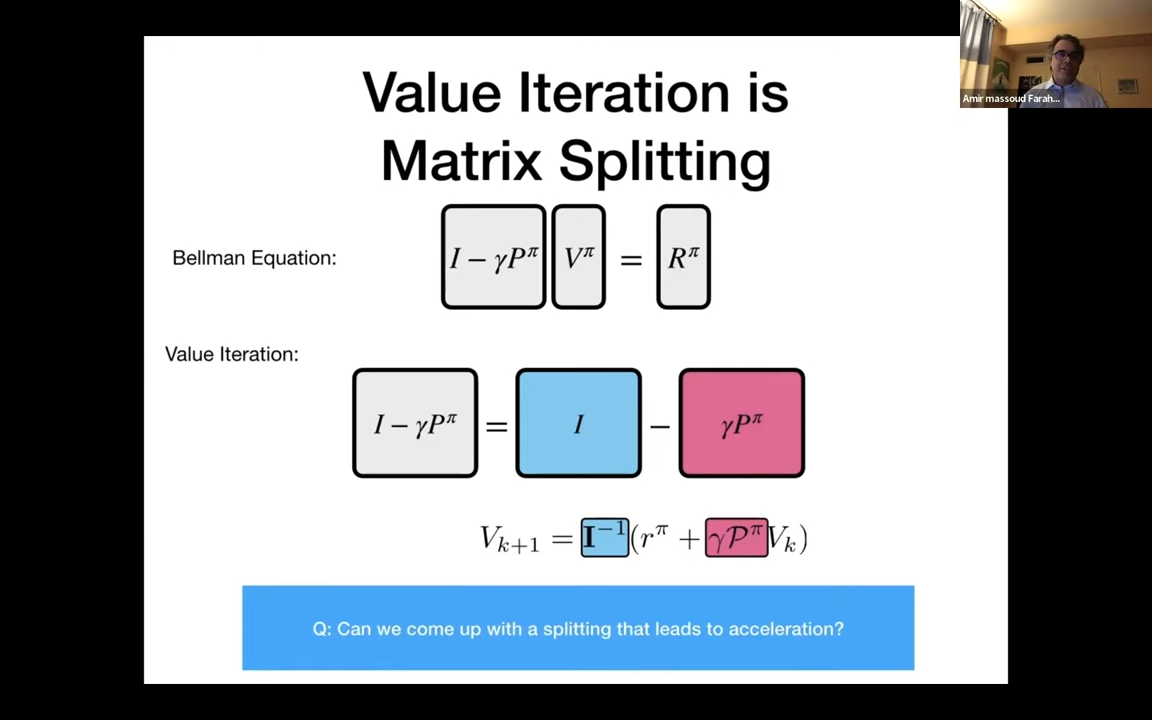 Value Iteration is
Matrix Splitting
Amir massoud Farah...
Bellman Equation:
I − γP^π V^π = R^π
Value Iteration:
I − γP^π = I − γP^π
V_{k+1} = I^{−1}(r^π + γ𝒫^π V_k)
Q: Can we come up with a splitting that leads to acceleration?